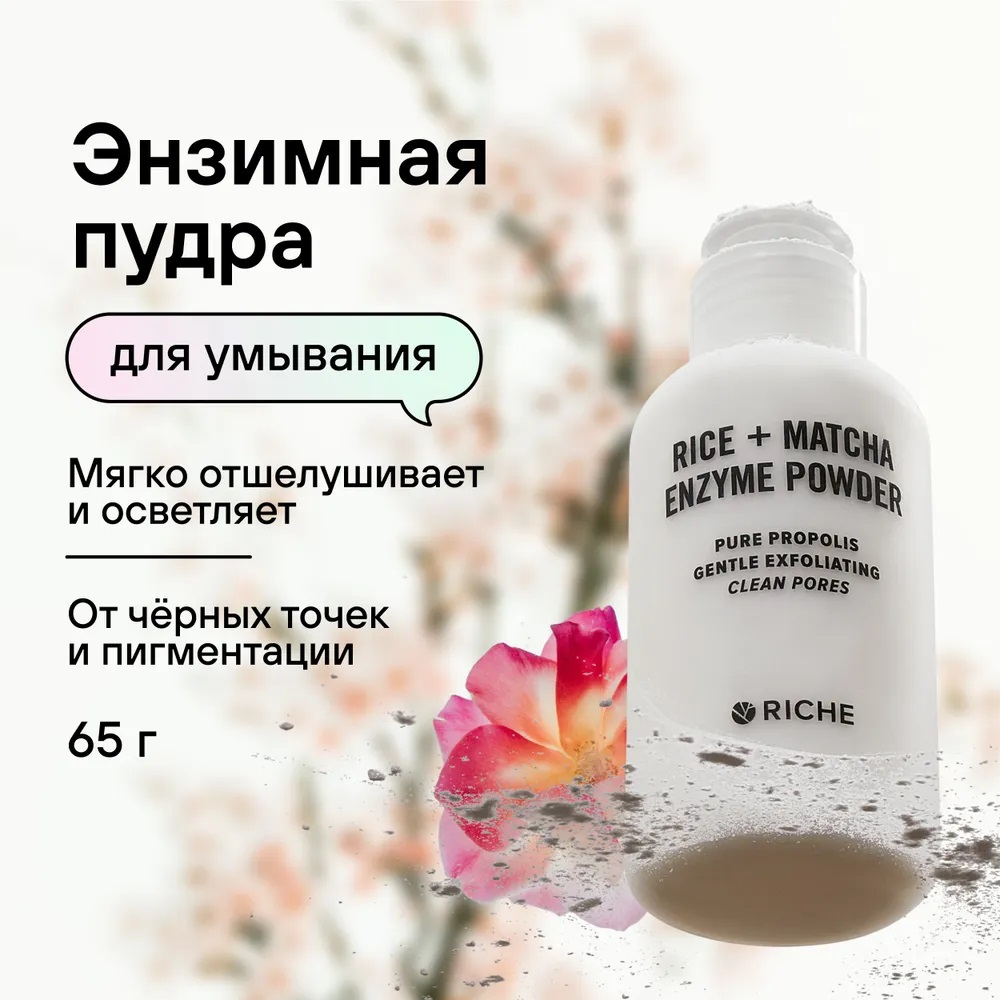 Энзимная
пудра
для умывания
Мягко отшелушивает
и осветляет
От чёрных точек
и пигментации
65 г
RICE + MATCHA
ENZYME POWDER
PURE PROPOLIS
GENTLE EXFOLIATING
CLEAN PORES
RICHE